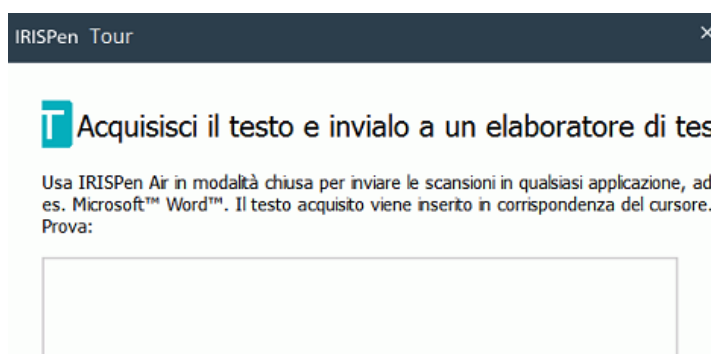 IRISPen Tour
T Acquisisci il testo e invialo a un elaboratore di tes
Usa IRISPen Air in modalità chiusa per inviare le scansioni in qualsiasi applicazione, ad
es. Microsoft™ Word™. Il testo acquisito viene inserito in corrispondenza del cursore.
Prova: